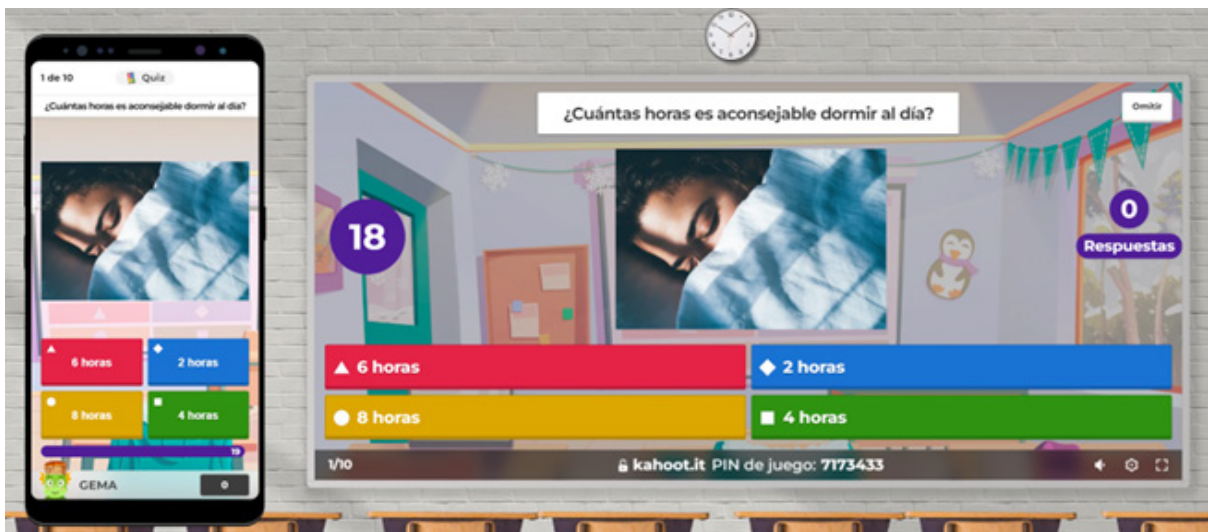 1 de 10
Quiz
¿Cuántas horas es aconsejable dormir al día?
6 horas
2 horas
8 horas
4 horas
19
GEMA
0
¿Cuántas horas es aconsejable dormir al día?
Omitir
18
0
Respuestas
6 horas
2 horas
8 horas
4 horas
1/10
kahoot.it PIN de juego: 7173433